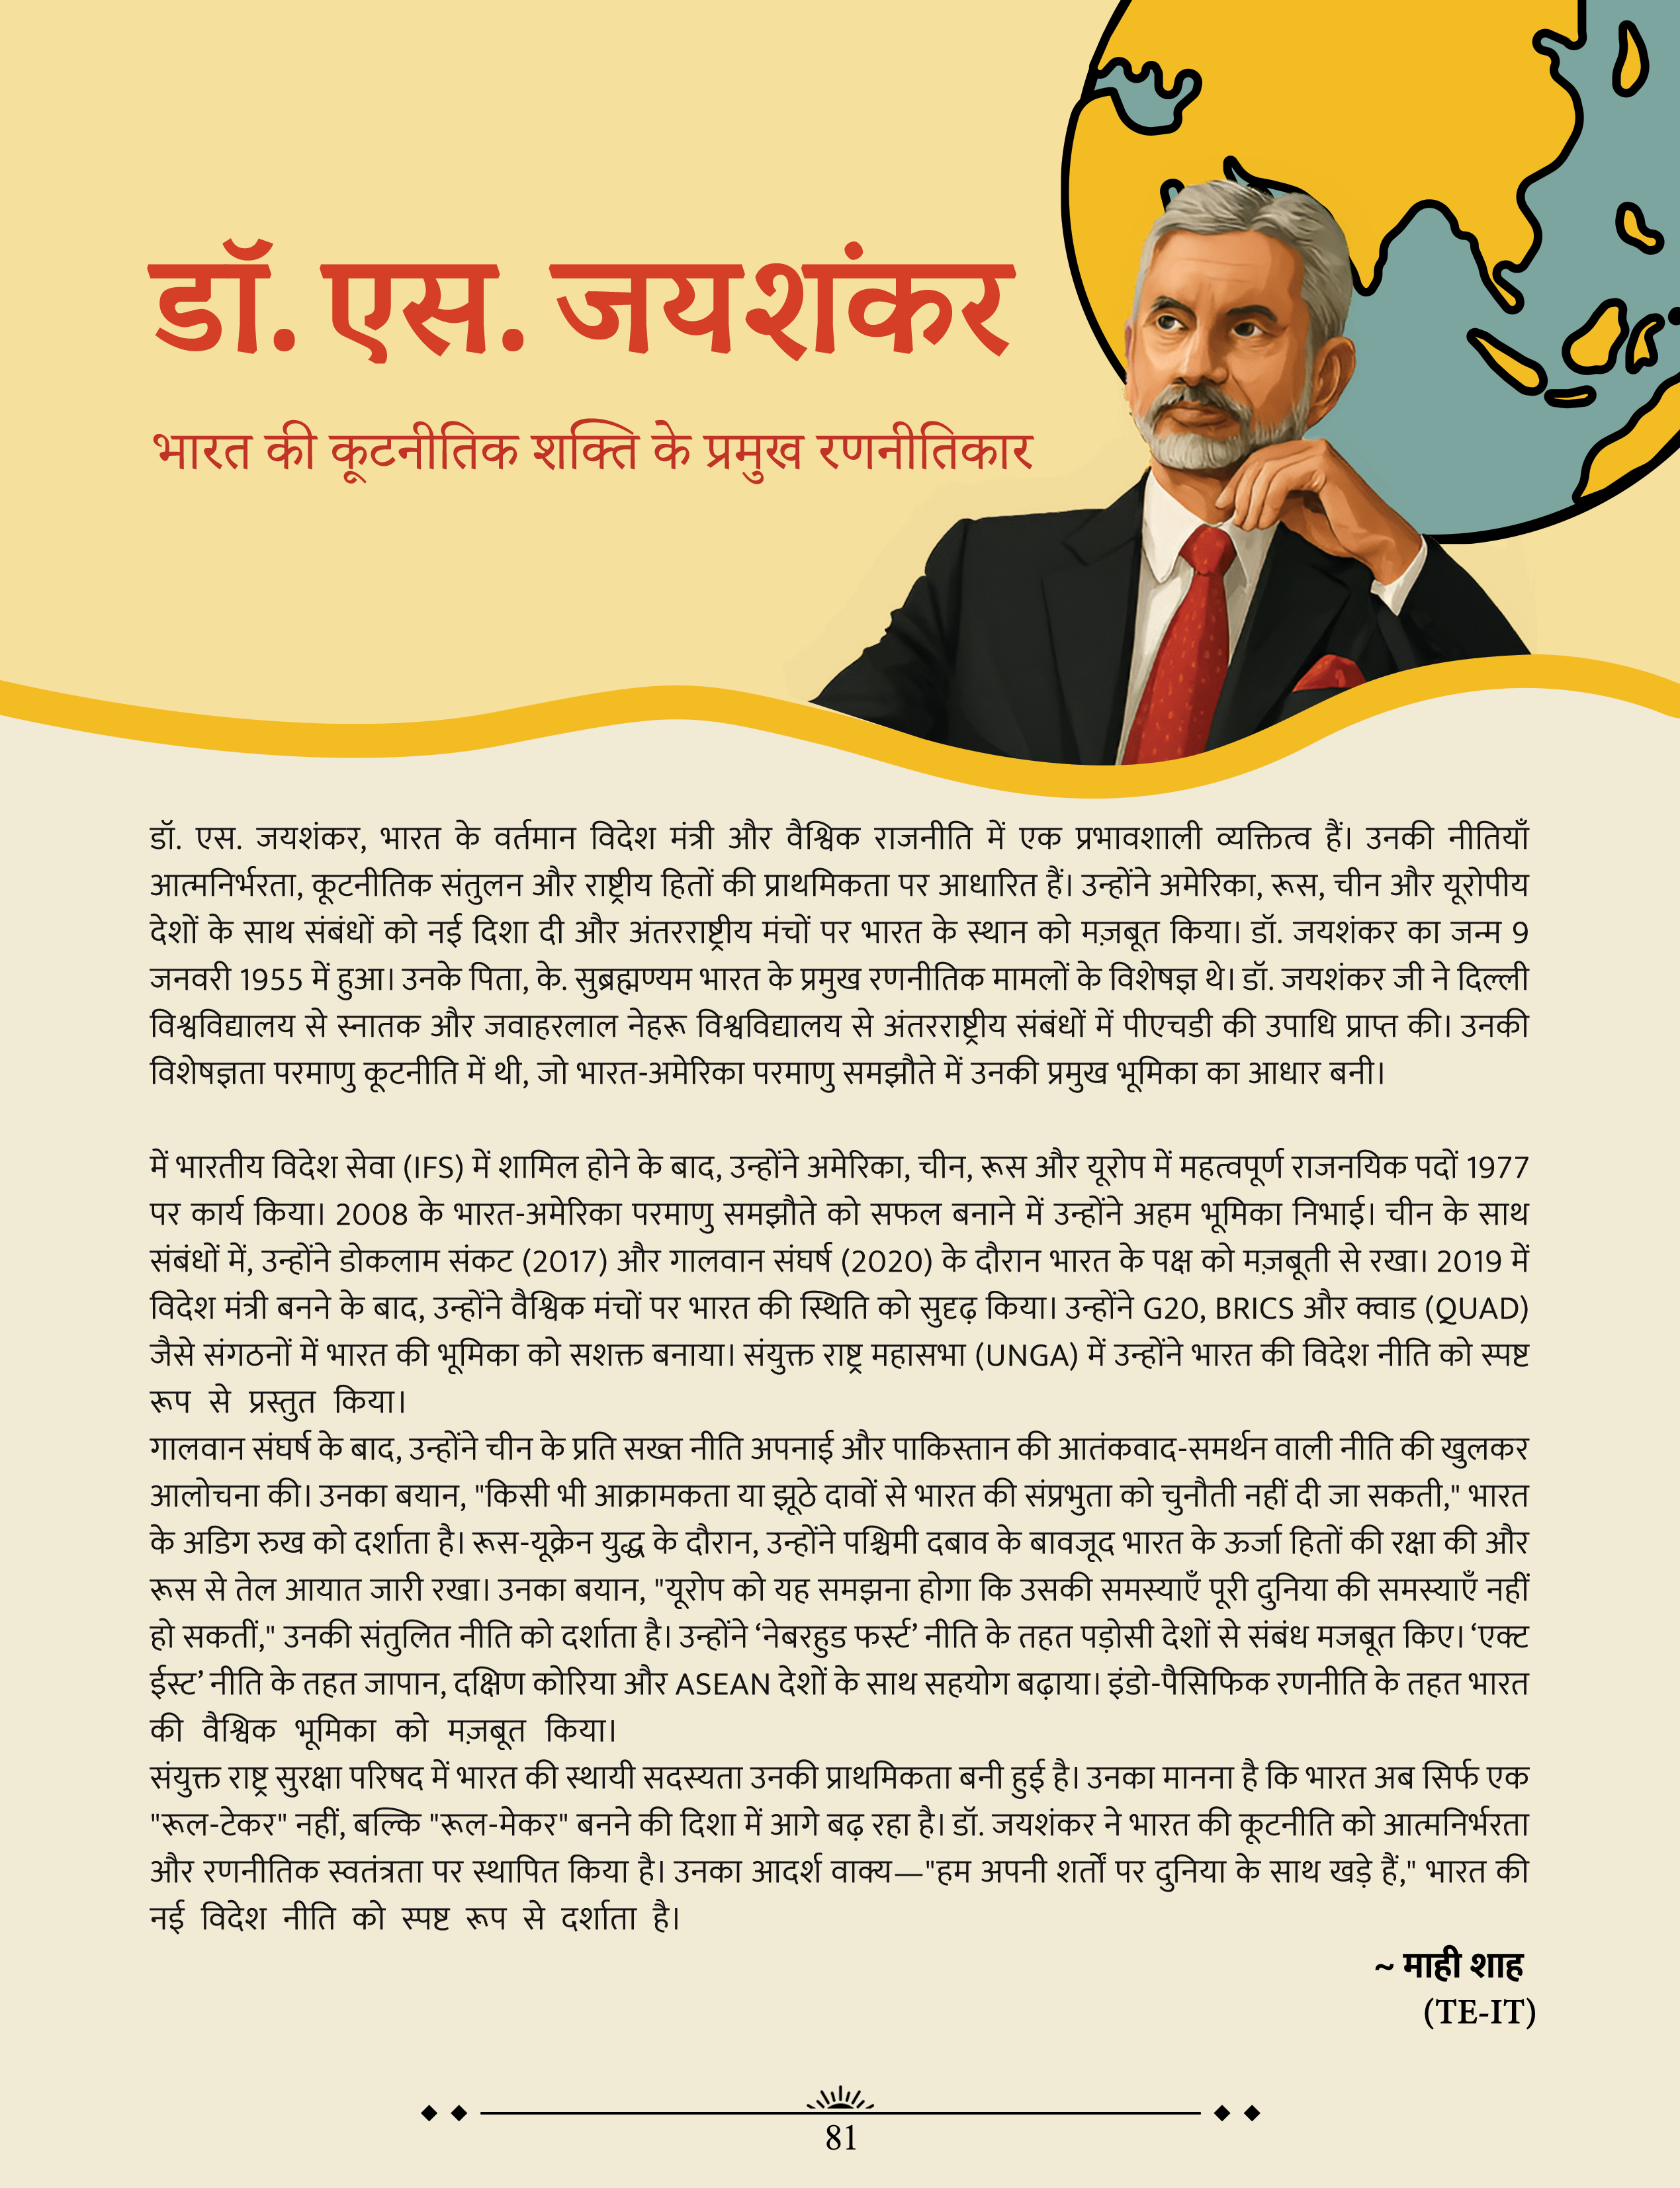 डॉ. एस. जयशंकर
भारत की कूटनीतिक शक्ति के प्रमुख रणनीतिकार
डॉ. एस. जयशंकर, भारत के वर्तमान विदेश मंत्री और वैश्विक राजनीति में एक प्रभावशाली व्यक्तित्व हैं। उनकी नीतियाँ
आत्मनिर्भरता, कूटनीतिक संतुलन और राष्ट्रीय हितों की प्राथमिकता पर आधारित हैं। उन्होंने अमेरिका, रूस, चीन और यूरोपीय
देशों के साथ संबंधों को नई दिशा दी और अंतरराष्ट्रीय मंचों पर भारत के स्थान को मज़बूत किया। डॉ. जयशंकर का जन्म 9
जनवरी 1955 में हुआ। उनके पिता, के. सुब्रह्मण्यम भारत के प्रमुख रणनीतिक मामलों के विशेषज्ञ थे। डॉ. जयशंकर जी ने दिल्ली
विश्वविद्यालय से स्नातक और जवाहरलाल नेहरू विश्वविद्यालय से अंतरराष्ट्रीय संबंधों में पीएचडी की उपाधि प्राप्त की। उनकी
विशेषज्ञता परमाणु कूटनीति में थी, जो भारत-अमेरिका परमाणु समझौते में उनकी प्रमुख भूमिका का आधार बनी।
में भारतीय विदेश सेवा (IFS) में शामिल होने के बाद, उन्होंने अमेरिका, चीन, रूस और यूरोप में महत्वपूर्ण राजनयिक पदों 1977
पर कार्य किया। 2008 के भारत-अमेरिका परमाणु समझौते को सफल बनाने में उन्होंने अहम भूमिका निभाई। चीन के साथ
संबंधों में, उन्होंने डोकलाम संकट (2017) और गालवान संघर्ष (2020) के दौरान भारत के पक्ष को मज़बूती से रखा। 2019 में
विदेश मंत्री बनने के बाद, उन्होंने वैश्विक मंचों पर भारत की स्थिति को सुदृढ़ किया। उन्होंने G20, BRICS और क्वाड (QUAD)
जैसे संगठनों में भारत की भूमिका को सशक्त बनाया। संयुक्त राष्ट्र महासभा (UNGA) में उन्होंने भारत की विदेश नीति को स्पष्ट
रूप से प्रस्तुत किया।
गालवान संघर्ष के बाद, उन्होंने चीन के प्रति सख्त नीति अपनाई और पाकिस्तान की आतंकवाद-समर्थन वाली नीति की खुलकर
आलोचना की। उनका बयान, "किसी भी आक्रामकता या झूठे दावों से भारत की संप्रभुता को चुनौती नहीं दी जा सकती," भारत
के अडिग रुख को दर्शाता है। रूस-यूक्रेन युद्ध के दौरान, उन्होंने पश्चिमी दबाव के बावजूद भारत के ऊर्जा हितों की रक्षा की और
रूस से तेल आयात जारी रखा। उनका बयान, "यूरोप को यह समझना होगा कि उसकी समस्याएँ पूरी दुनिया की समस्याएँ नहीं
हो सकतीं," उनकी संतुलित नीति को दर्शाता है। उन्होंने ‘नेबरहुड फर्स्ट’ नीति के तहत पड़ोसी देशों से संबंध मजबूत किए। ‘एक्ट
ईस्ट’ नीति के तहत जापान, दक्षिण कोरिया और ASEAN देशों के साथ सहयोग बढ़ाया। इंडो-पैसिफिक रणनीति के तहत भारत
की वैश्विक भूमिका को मज़बूत किया।
संयुक्त राष्ट्र सुरक्षा परिषद में भारत की स्थायी सदस्यता उनकी प्राथमिकता बनी हुई है। उनका मानना है कि भारत अब सिर्फ एक
"रूल-टेकर" नहीं, बल्कि "रूल-मेकर" बनने की दिशा में आगे बढ़ रहा है। डॉ. जयशंकर ने भारत की कूटनीति को आत्मनिर्भरता
और रणनीतिक स्वतंत्रता पर स्थापित किया है। उनका आदर्श वाक्य—"हम अपनी शर्तों पर दुनिया के साथ खड़े हैं," भारत की
नई विदेश नीति को स्पष्ट रूप से दर्शाता है।
~ माही शाह
(TE-IT)
81